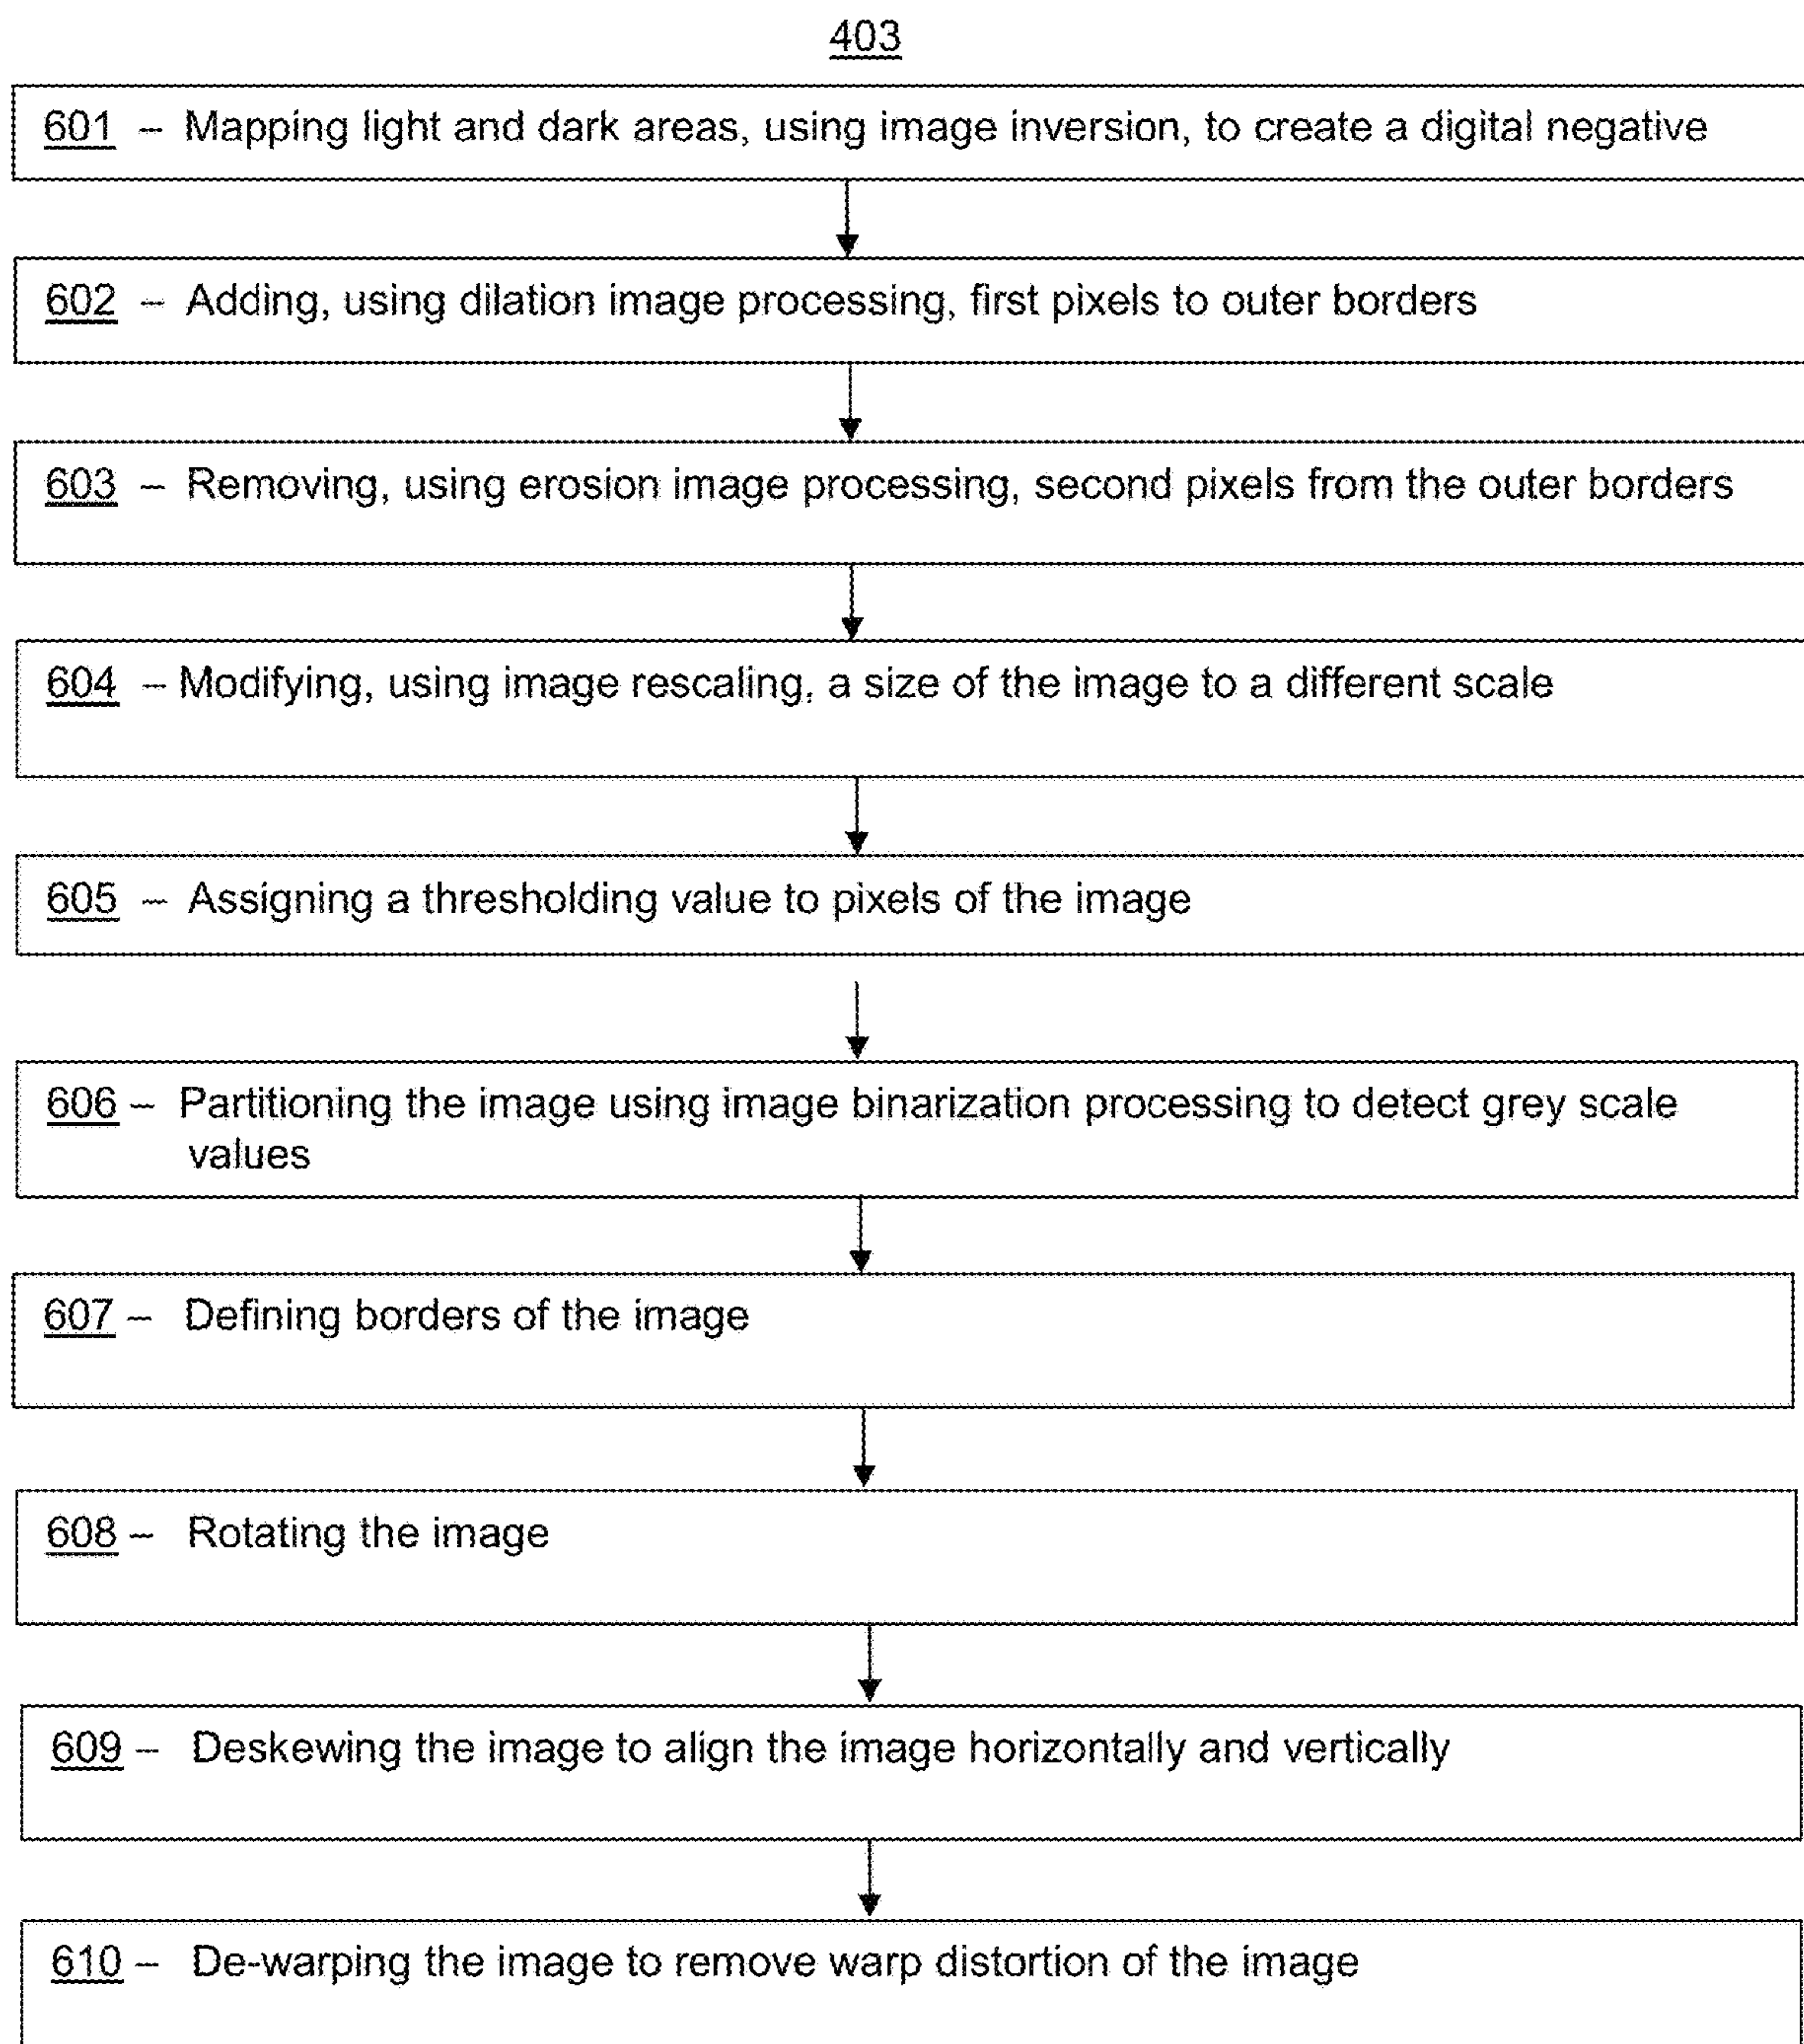 403
601 – Mapping light and dark areas, using image inversion, to create a digital negative
602 – Adding, using dilation image processing, first pixels to outer borders
603 – Removing, using erosion image processing, second pixels from the outer borders
604 – Modifying, using image rescaling, a size of the image to a different scale
605 – Assigning a thresholding value to pixels of the image
606 – Partitioning the image using image binarization processing to detect grey scale
values
607 – Defining borders of the image
608 – Rotating the image
609 – Deskewing the image to align the image horizontally and vertically
610 – De-warping the image to remove warp distortion of the image